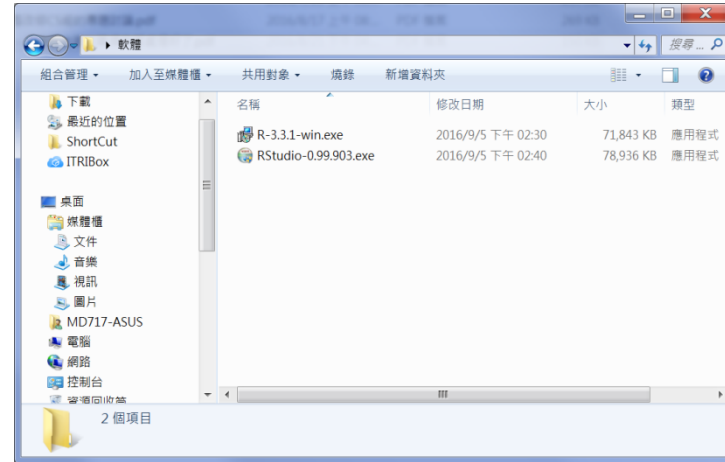 軟體
搜尋 ...
組合管理 加入至媒體櫃 共用對象 燒錄 新增資料夾
名稱 修改日期 大小 類型
R-3.3.1-win.exe 2016/9/5 下午 02:30 71,843 KB 應用程式
RStudio-0.99.903.exe 2016/9/5 下午 02:40 78,936 KB 應用程式
下載
最近的位置
ShortCut
ITRIBox
桌面
媒體櫃
文件
音樂
視訊
圖片
MD717-ASUS
電腦
網路
控制台
資源回收筒
2 個項目